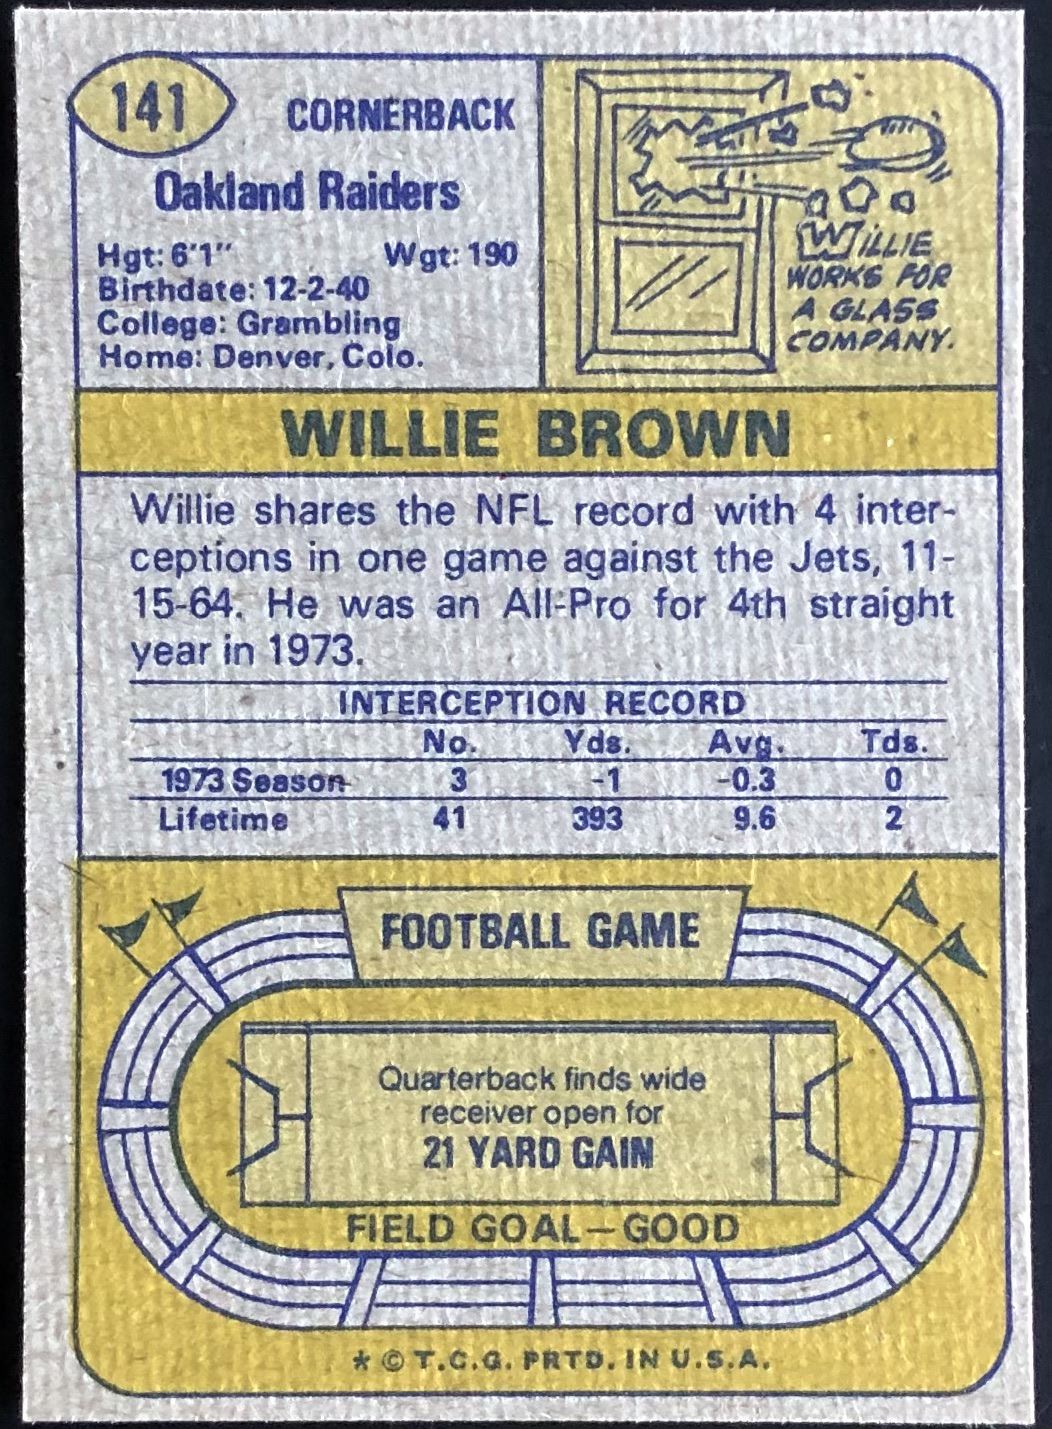 141
CORNERBACK
Oakland Raiders
Hgt: 6'1" Wgt: 190
Birthdate: 12-2-40
College: Grambling
Home: Denver, Colo.
WILLIE
WORKS FOR
A GLASS
COMPANY.
WILLIE BROWN
Willie shares the NFL record with 4 inter-
ceptions in one game against the Jets, 11-
15-64. He was an All-Pro for 4th straight
year in 1973.
INTERCEPTION RECORD
No. Yds. Avg. Tds.
1973 Season 3 -1 -0.3 0
Lifetime 41 393 9.6 2
FOOTBALL GAME
Quarterback finds wide
receiver open for
21 YARD GAIN
FIELD GOAL—GOOD
* © T.C.G. PRTD. IN U.S.A.